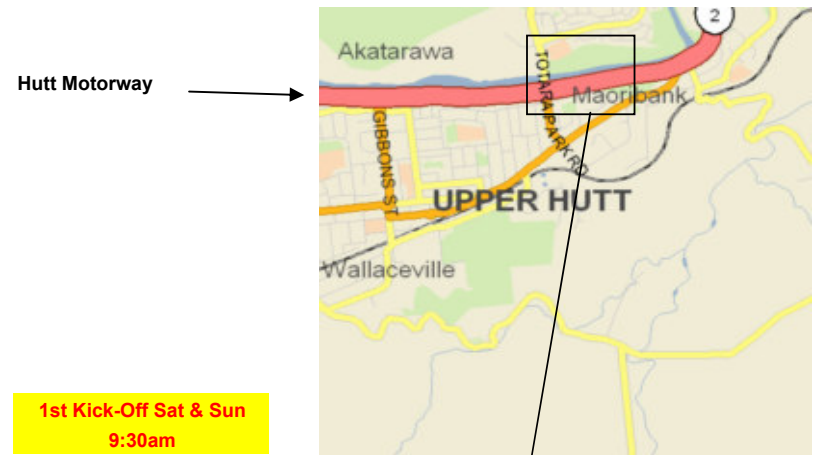 2
Akatarawa
Hutt Motorway
TOTARA PARK RD
Maoribank
GIBBONS ST
UPPER HUTT
Wallaceville
1st Kick-Off Sat & Sun
9:30am